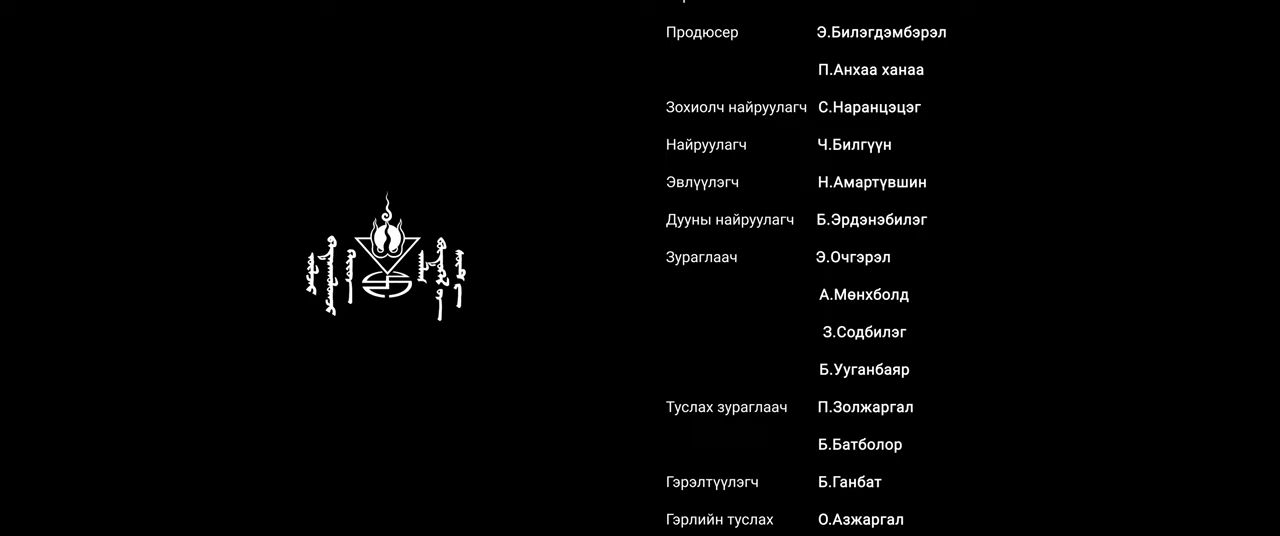 Продюсер Э.Билэгдэмбэрэл
П.Анхаа ханаа
Зохиолч найруулагч С.Наранцэцэг
Найруулагч Ч.Билгүүн
Эвлүүлэгч Н.Амартүвшин
Дууны найруулагч Б.Эрдэнэбилэг
Зураглаач Э.Очгэрэл
А.Мөнхболд
З.Содбилэг
Б.Ууганбаяр
Туслах зураглаач П.Золжаргал
Б.Батболор
Гэрэлтүүлэгч Б.Ганбат
Гэрлийн туслах О.Азжаргал